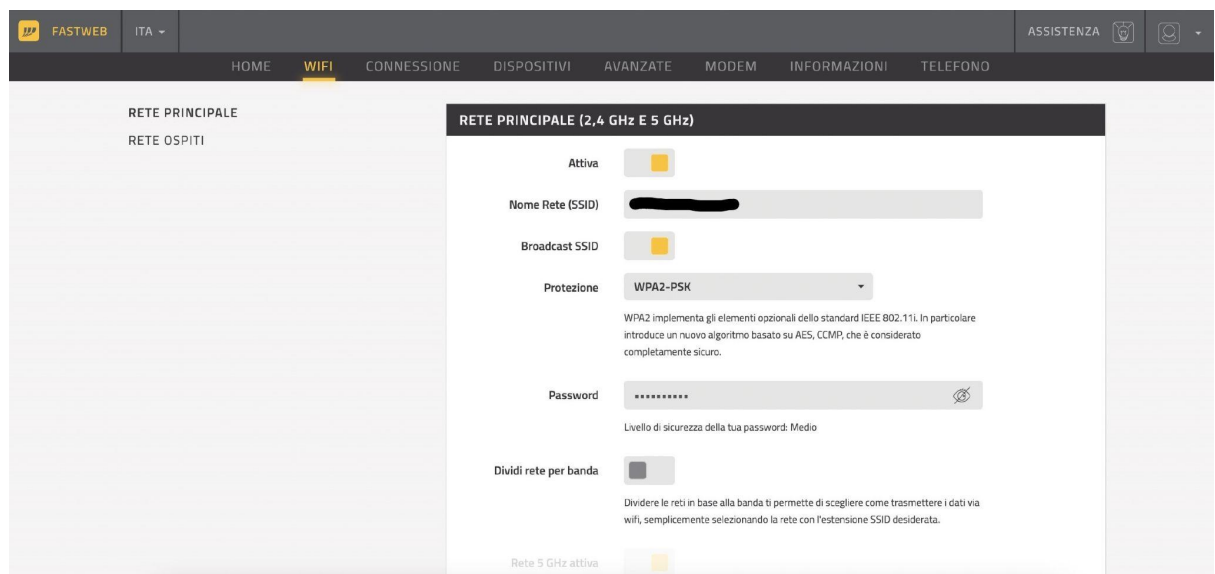 FASTWEB ITA ASSISTENZA
HOME WIFI CONNESSIONE DISPOSITIVI AVANZATE MODEM INFORMAZIONI TELEFONO
RETE PRINCIPALE
RETE OSPITI
RETE PRINCIPALE (2,4 GHz E 5 GHz)
Attiva
Nome Rete (SSID)
Broadcast SSID
Protezione WPA2-PSK
WPA2 implementa gli elementi opzionali dello standard IEEE 802.11i. In particolare
introduce un nuovo algoritmo basato su AES, CCMP, che è considerato
completamente sicuro.
Password ▪▪▪▪▪▪▪▪▪▪
Livello di sicurezza della tua password: Medio
Dividi rete per banda
Dividere le reti in base alla banda ti permette di scegliere come trasmettere i dati via
wifi, semplicemente selezionando la rete con l'estensione SSID desiderata.
Rete 5 GHz attiva